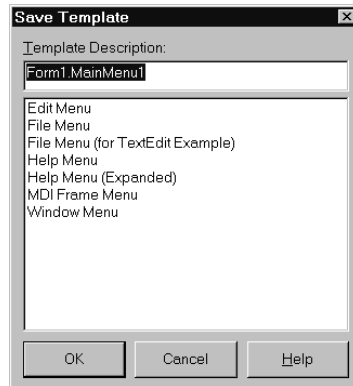 Save Template
Template Description:
Form1.MainMenu1
Edit Menu
File Menu
File Menu (for TextEdit Example)
Help Menu
Help Menu (Expanded)
MDI Frame Menu
Window Menu
OK Cancel Help